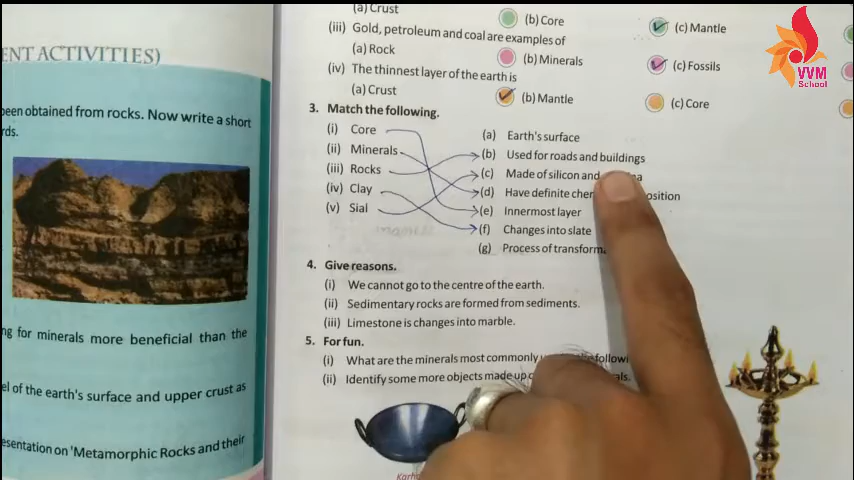 (a) Crust
(b) Core
(c) Mantle
(iii) Gold, petroleum and coal are examples of
(a) Rock
(b) Minerals
(c) Fossils
(iv) The thinnest layer of the earth is
(a) Crust
(b) Mantle
(c) Core
3. Match the following.
(i) Core
(ii) Minerals
(iii) Rocks
(iv) Clay
(v) Sial
(a) Earth's surface
(b) Used for roads and buildings
(c) Made of silicon and
(d) Have definite
(e) Innermost layer
(f) Changes into slate
(g) Process of
4. Give reasons.
(i) We cannot go to the centre of the earth.
(ii) Sedimentary rocks are formed from sediments.
(iii) Limestone is changes into marble.
5. For fun.
(i) What are the minerals most commonly
(ii) Identify some more objects made up
ENT ACTIVITIES)
been obtained from rocks. Now write a short
rds.
ng for minerals more beneficial than the
el of the earth's surface and upper crust as
esentation on 'Metamorphic Rocks and their
VVM
School